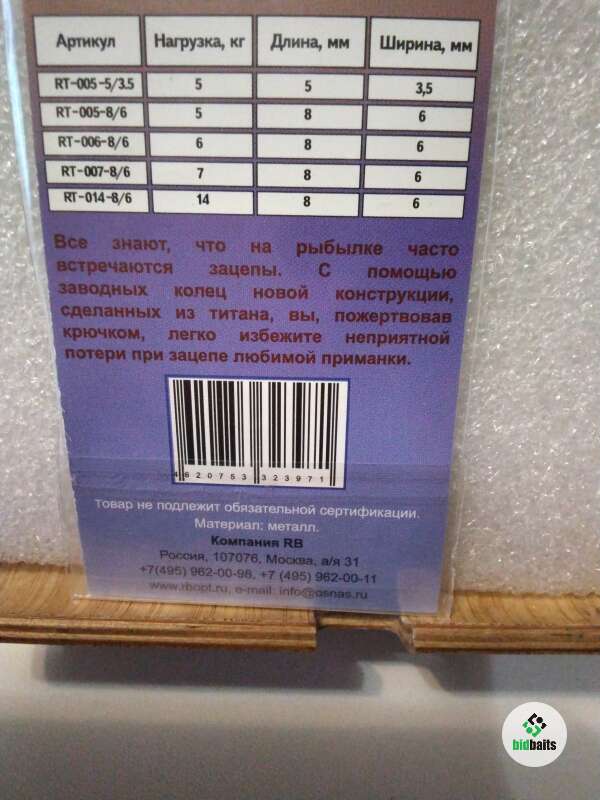 Артикул Нагрузка, кг Длина, мм Ширина, мм
RT-005-5/3.5 5 5 3,5
RT-005-8/6 5 8 6
RT-006-8/6 6 8 6
RT-007-8/6 7 8 6
RT-014-8/6 14 8 6
Все знают, что на рыбылке часто
встречаются зацепы. С помощью
заводных колец новой конструкции,
сделанных из титана, вы, пожертвовав
крючком, легко избежите неприятной
потери при зацепе любимой приманки.
4620753323971
Товар не подлежит обязательной сертификации.
Материал: металл.
Компания RB
Россия, 107076, Москва, а/я 31
+7(495) 962-00-98, +7 (495) 962-00-11
www.rbopt.ru, e-mail: info@osnas.ru
bidbaits